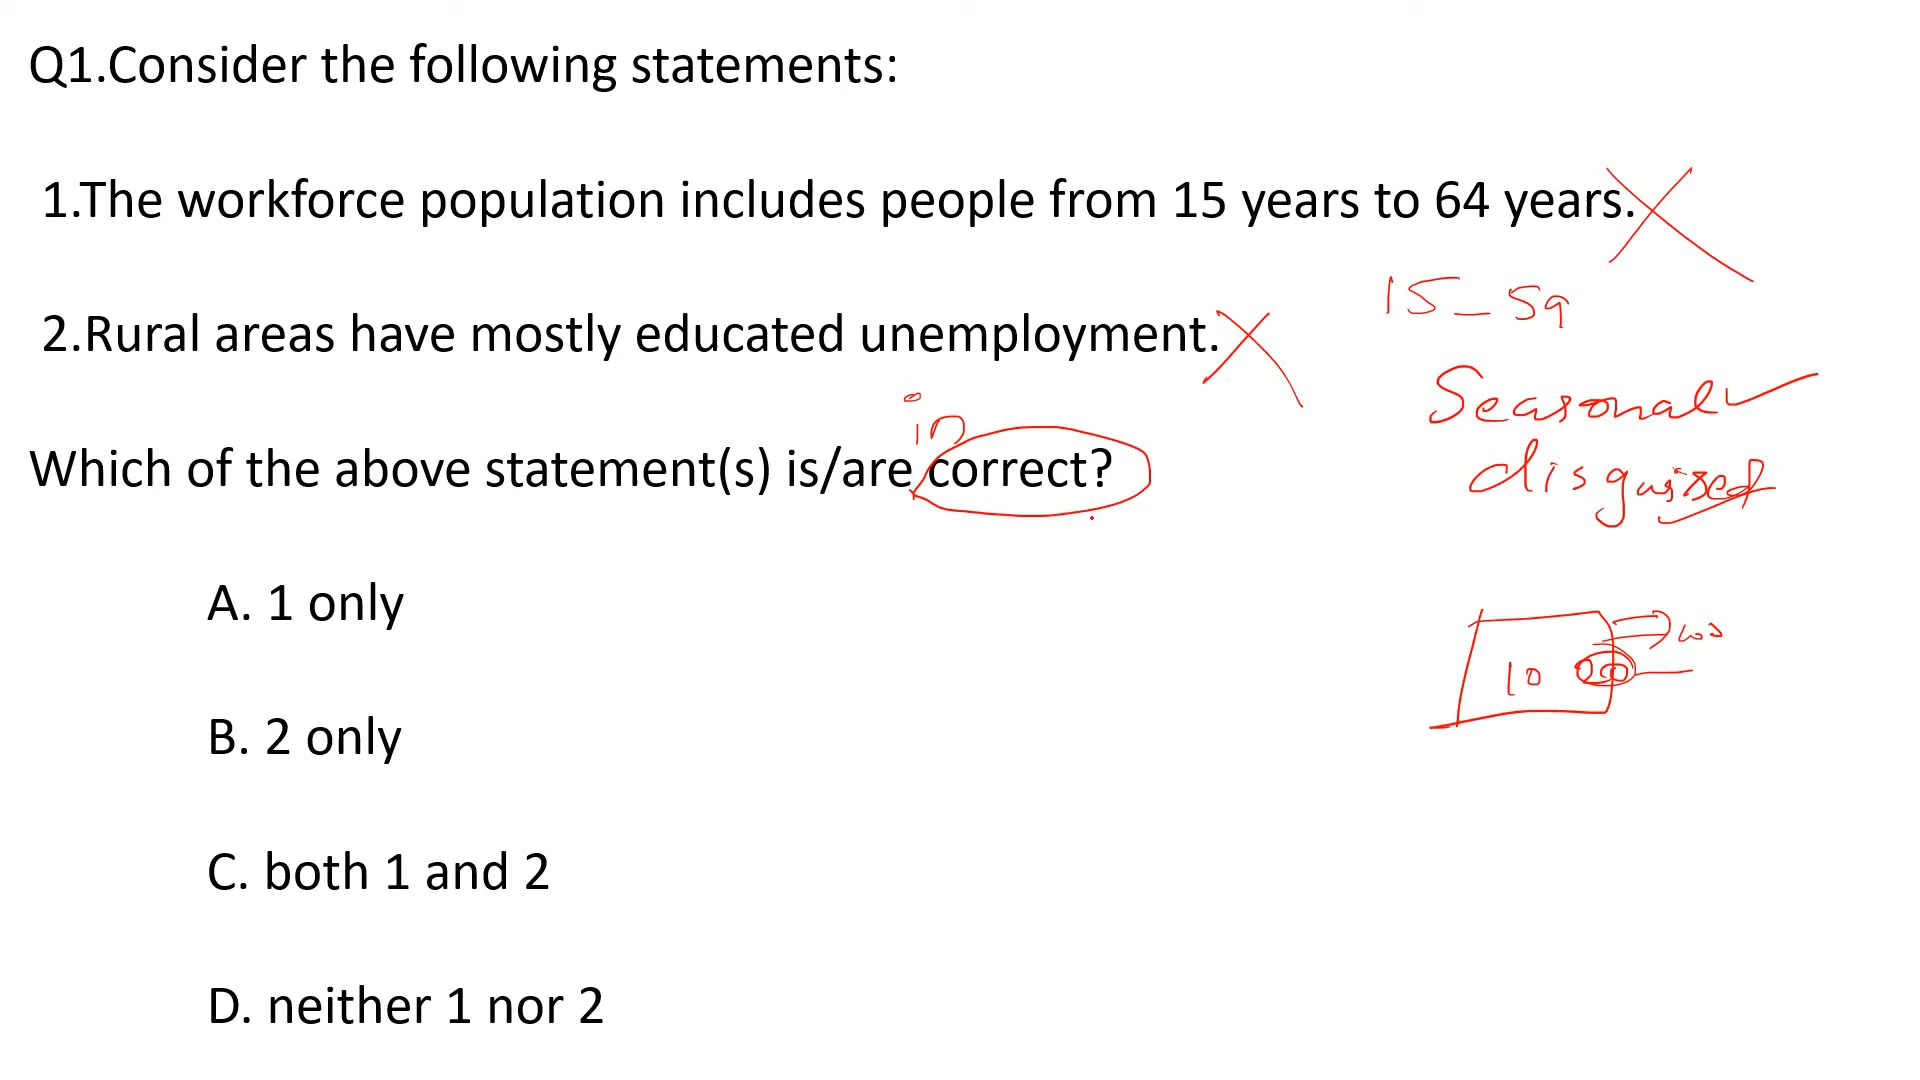 Q1.Consider the following statements:
1.The workforce population includes people from 15 years to 64 years.
15-59
2.Rural areas have mostly educated unemployment.
Seasonal
disguised
in
Which of the above statement(s) is/are correct?
A. 1 only
10 20
B. 2 only
C. both 1 and 2
D. neither 1 nor 2